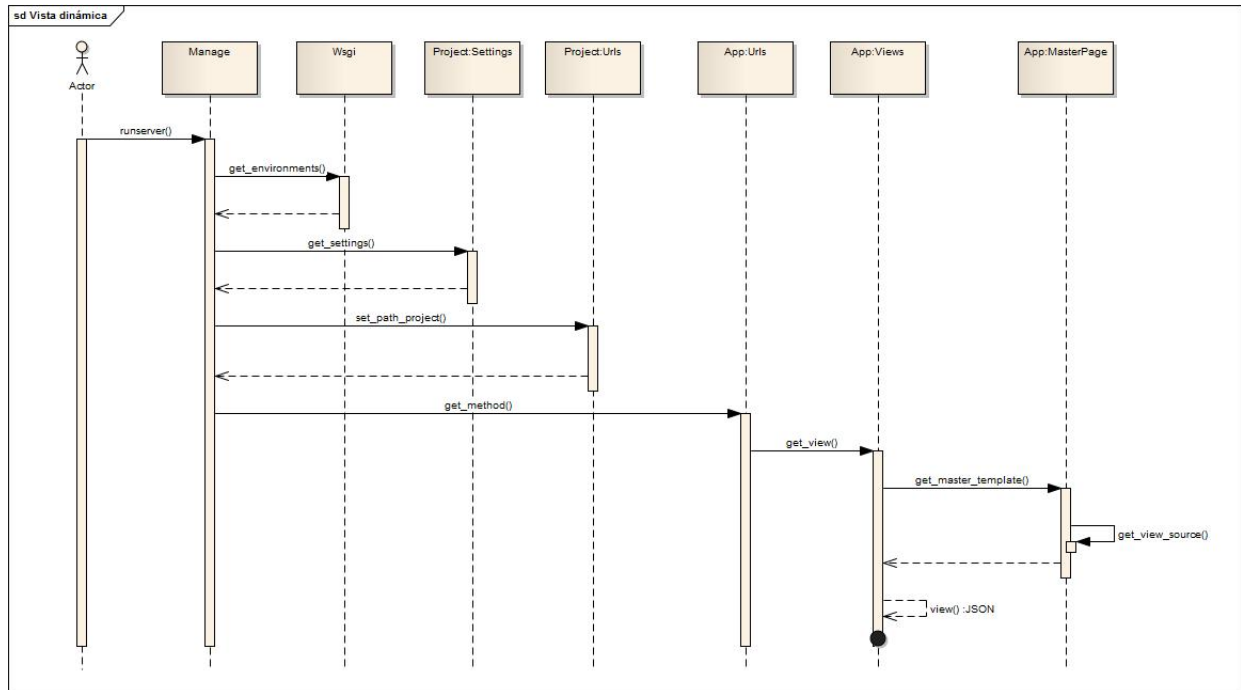 sd Vista dinámica
Actor
Manage
Wsgi
Project:Settings
Project:Urls
App:Urls
App:Views
App:MasterPage
runserver()
get_environments()
get_settings()
set_path_project()
get_method()
get_view()
get_master_template()
get_view_source()
view() :JSON